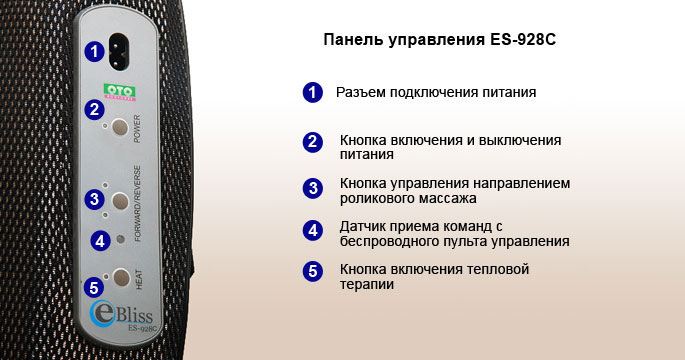 Панель управления ES-928C
1
OTO
2
POWER
3
FORWARD/REVERSE
4
5
HEAT
eBliss
ES-928C
1 Разъем подключения питания
2 Кнопка включения и выключения
питания
3 Кнопка управления направлением
роликового массажа
4 Датчик приема команд с
беспроводного пульта управления
5 Кнопка включения тепловой
терапии